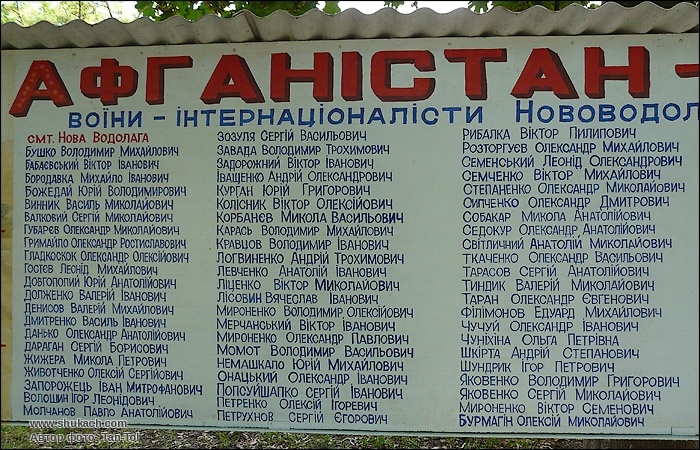 АФГАНІСТАН -
ВОЇНИ - ІНТЕРНАЦІОНАЛІСТИ НОВОВОДОЛ
СМТ. НОВА ВОДОЛАГА
БУШКО ВОЛОДИМИР МИХАЙЛОВИЧ
БАБАЄВСЬКИЙ ВІКТОР ІВАНОВИЧ
БОРОДАВКА МИХАЙЛО ІВАНОВИЧ
БОЖЕДАЙ ЮРІЙ ВОЛОДИМИРОВИЧ
ВИННИК ВАСИЛЬ МИКОЛАЙОВИЧ
ВАЛКОВИЙ СЕРГІЙ МИКОЛАЙОВИЧ
ГУБАРЄВ ОЛЕКСАНДР МИКОЛАЙОВИЧ
ГРИМАЙЛО ОЛЕКСАНДР РОСТИСЛАВОВИЧ
ГЛАДКОСКОК ОЛЕКСАНДР ОЛЕКСІЙОВИЧ
ГОСТЄВ ЛЕОНІД МИХАЙЛОВИЧ
ДОВГОПОЛИЙ ЮРІЙ АНАТОЛІЙОВИЧ
ДОЛЖЕНКО ВАЛЕРІЙ ІВАНОВИЧ
ДЕНИСОВ ВАЛЕРІЙ МИХАЙЛОВИЧ
ДМИТРЕНКО ВАСИЛЬ ІВАНОВИЧ
ДАНЬКО ОЛЕКСАНДР АНАТОЛІЙОВИЧ
ДАРАГАН СЕРГІЙ БОРИСОВИЧ
ЖИЖЕРА МИКОЛА ПЕТРОВИЧ
ЖИВОТЧЕНКО ОЛЕКСІЙ СЕРГІЙОВИЧ
ЗАПОРОЖЕЦЬ ІВАН МИТРОФАНОВИЧ
ВОЛОШИН ІГОР ЛЕОНІДОВИЧ
МОЛЧАНОВ ПАВЛО АНАТОЛІЙОВИЧ
ЗОЗУЛЯ СЕРГІЙ ВАСИЛЬОВИЧ
ЗАВАДА ВОЛОДИМИР ТРОХИМОВИЧ
ЗАДОРОЖНИЙ ВІКТОР ІВАНОВИЧ
ІВАЩЕНКО АНДРІЙ ОЛЕКСАНДРОВИЧ
КУРГАН ЮРІЙ ГРИГОРОВИЧ
КОЛІСНИК ВІКТОР ОЛЕКСІЙОВИЧ
КОРБАНЄВ МИКОЛА ВАСИЛЬОВИЧ
КАРАСЬ ВОЛОДИМИР МИХАЙЛОВИЧ
КРАВЦОВ ВОЛОДИМИР ІВАНОВИЧ
ЛОГВИНЕНКО АНДРІЙ ТРОХИМОВИЧ
ЛЕВЧЕНКО АНАТОЛІЙ ІВАНОВИЧ
ЛІЦЕНКО ВІКТОР МИКОЛАЙОВИЧ
ЛІСОВИН ВЯЧЕСЛАВ ІВАНОВИЧ
МИРОНЕНКО ВОЛОДИМИР ОЛЕКСІЙОВИЧ
МЕРЧАНСЬКИЙ ВІКТОР ІВАНОВИЧ
МИРОНЕНКО ОЛЕКСАНДР ПАВЛОВИЧ
МОМОТ ВОЛОДИМИР ВАСИЛЬОВИЧ
НЕМАШКАЛО ЮРІЙ МИХАЙЛОВИЧ
ОНАЦЬКИЙ ОЛЕКСАНДР ІВАНОВИЧ
ПОПСУЙШАПКО СЕРГІЙ ІВАНОВИЧ
ПЕТРЕНКО ОЛЕКСІЙ ІГОРЕВИЧ
ПЕТРУХНОВ СЕРГІЙ ЄГОРОВИЧ
РИБАЛКА ВІКТОР ПИЛИПОВИЧ
РОЗТОРГУЄВ ОЛЕКСАНДР МИХАЙЛОВИЧ
СЕМЕНСЬКИЙ ЛЕОНІД ОЛЕКСАНДРОВИЧ
СЕМЧЕНКО ВІКТОР МИХАЙЛОВИЧ
СТЕПАНЕНКО ОЛЕКСАНДР МИКОЛАЙОВИЧ
СИПЧЕНКО ОЛЕКСАНДР ДМИТРОВИЧ
СОБАКАР МИКОЛА АНАТОЛІЙОВИЧ
СЕДОКУР ОЛЕКСАНДР АНАТОЛІЙОВИЧ
СВІТЛИЧНИЙ АНАТОЛІЙ МИКОЛАЙОВИЧ
ТКАЧЕНКО ОЛЕКСАНДР ВАСИЛЬОВИЧ
ТАРАСОВ СЕРГІЙ АНАТОЛІЙОВИЧ
ТИНДИК ВАЛЕРІЙ МИКОЛАЙОВИЧ
ТАРАН ОЛЕКСАНДР ЄВГЕНОВИЧ
ФІЛІМОНОВ ЕДУАРД МИХАЙЛОВИЧ
ЧУЧУЙ ОЛЕКСАНДР ІВАНОВИЧ
ЧУНІХІНА ОЛЬГА ПЕТРІВНА
ШКІРТА АНДРІЙ СТЕПАНОВИЧ
ШУНДРИК ІГОР ПЕТРОВИЧ
ЯКОВЕНКО ВОЛОДИМИР ГРИГОРОВИЧ
ЯКОВЕНКО СЕРГІЙ МИКОЛАЙОВИЧ
МИРОНЕНКО ВІКТОР СЕМЕНОВИЧ
БУРМАГІН ОЛЕКСІЙ МИКОЛАЙОВИЧ
www.shukach.com
Автор фото: Tan-Tol